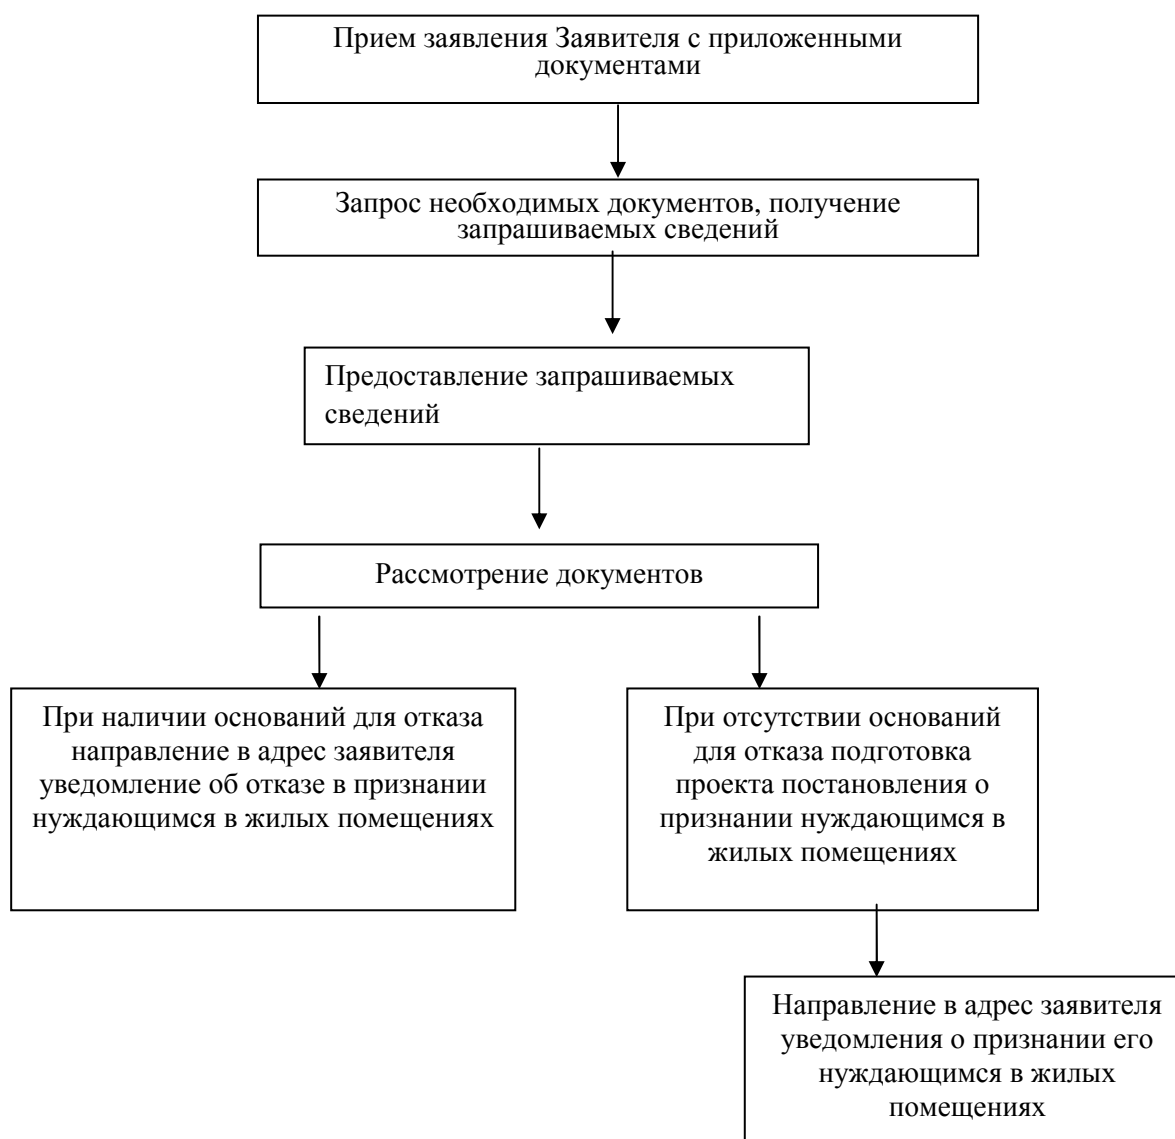 Прием заявления Заявителя с приложенными
документами
Запрос необходимых документов, получение
запрашиваемых сведений
Предоставление запрашиваемых
сведений
Рассмотрение документов
При наличии оснований для отказа
направление в адрес заявителя
уведомление об отказе в признании
нуждающимся в жилых помещениях
При отсутствии оснований
для отказа подготовка
проекта постановления о
признании нуждающимся в
жилых помещениях
Направление в адрес заявителя
уведомления о признании его
нуждающимся в жилых
помещениях